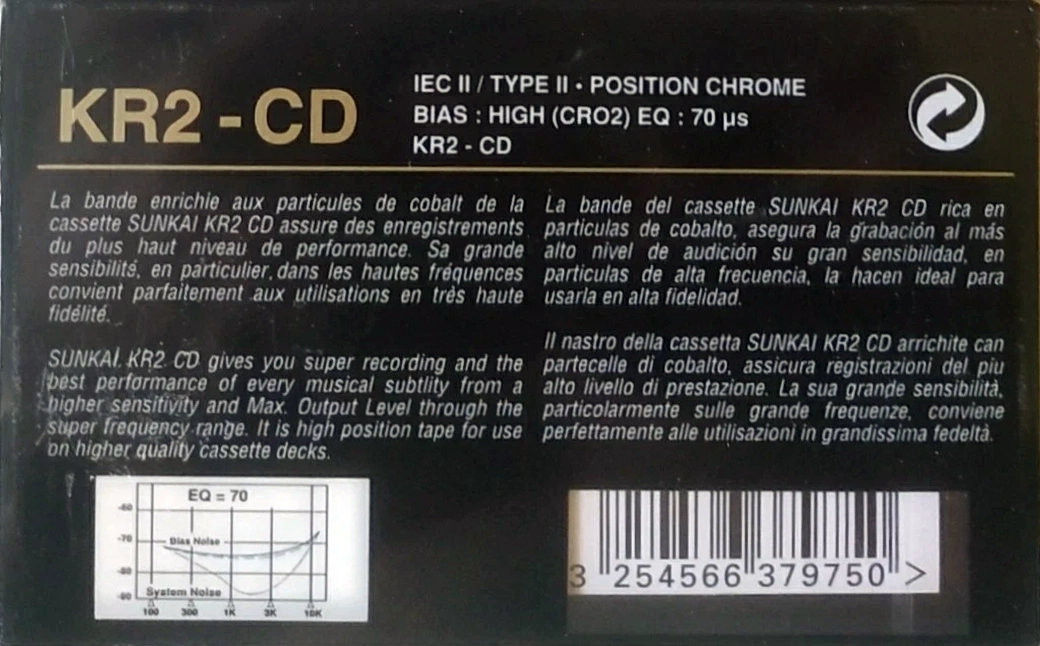 KR2 - CD
IEC II / TYPE II • POSITION CHROME
BIAS : HIGH (CRO2) EQ : 70 µs
KR2 - CD
La bande enrichie aux particules de cobalt de la
cassette SUNKAI KR2 CD assure des enregistrements
du plus haut niveau de performance. Sa grande
sensibilité, en particulier, dans les hautes fréquences
convient parfaitement aux utilisations en très haute
fidélité.
SUNKAI KR2 CD gives you super recording and the
best performance of every musical subtlity from a
higher sensitivity and Max. Output Level through the
super frequency range. It is high position tape for use
on higher quality cassette decks.
La bande del cassette SUNKAI KR2 CD rica en
particulas de cobalto, asegura la grabación al más
alto nivel de audición su gran sensibilidad, en
particulas de alta frecuencia, la hacen ideal para
usarla en alta fidelidad.
Il nastro della cassetta SUNKAI KR2 CD arrichite can
partecelle di cobalto, assicura registrazioni del piu
alto livello di prestazione. La sua grande sensibilità,
particolarmente sulle grande frequenze, conviene
perfettamente alle utilisazioni in grandissima fedeltà.
EQ = 70
-60
-70
Bias Noise
-80
System Noise
-90
100 300 1K 3K 10K
3 254566 379750 >